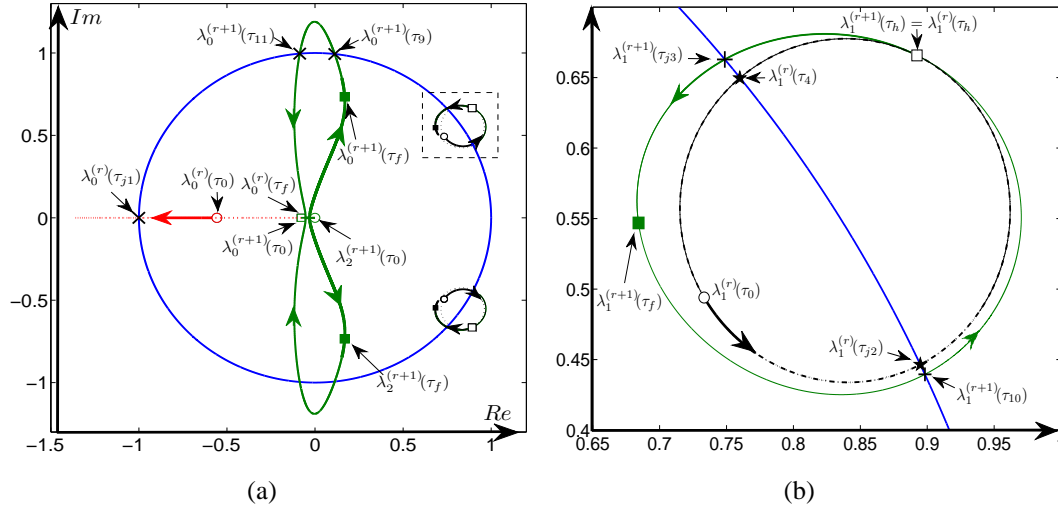 Im
λ_0^{(r+1)}(τ_{11})
λ_0^{(r+1)}(τ_9)
λ_0^{(r+1)}(τ_f)
λ_0^{(r)}(τ_{j1})
λ_0^{(r)}(τ_0)
λ_0^{(r)}(τ_f)
λ_0^{(r+1)}(τ_0)
λ_2^{(r+1)}(τ_0)
λ_2^{(r+1)}(τ_f)
Re
1
0.5
0
−0.5
−1
−1.5 −1 −0.5 0 0.5 1
(a)
λ_1^{(r+1)}(τ_h) = λ_1^{(r)}(τ_h)
λ_1^{(r+1)}(τ_{j3})
λ_1^{(r)}(τ_4)
λ_1^{(r)}(τ_0)
λ_1^{(r+1)}(τ_f)
λ_1^{(r)}(τ_{j2})
λ_1^{(r+1)}(τ_{10})
0.65
0.6
0.55
0.5
0.45
0.4
0.65 0.7 0.75 0.8 0.85 0.9 0.95
(b)